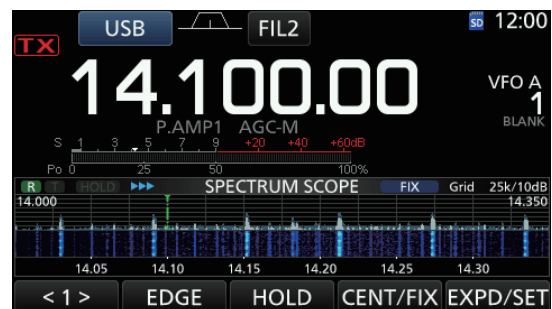 USB FIL2 SD 12:00
TX
14.100.00
VFO A
1
P.AMP1 AGC-M BLANK
S 1 3 5 7 9 +20 +40 +60dB
Po 0 25 50 100%
R T HOLD SPECTRUM SCOPE FIX Grid 25k/10dB
14.000 T 14.350
14.05 14.10 14.15 14.20 14.25 14.30
< 1 > EDGE HOLD CENT/FIX EXPD/SET